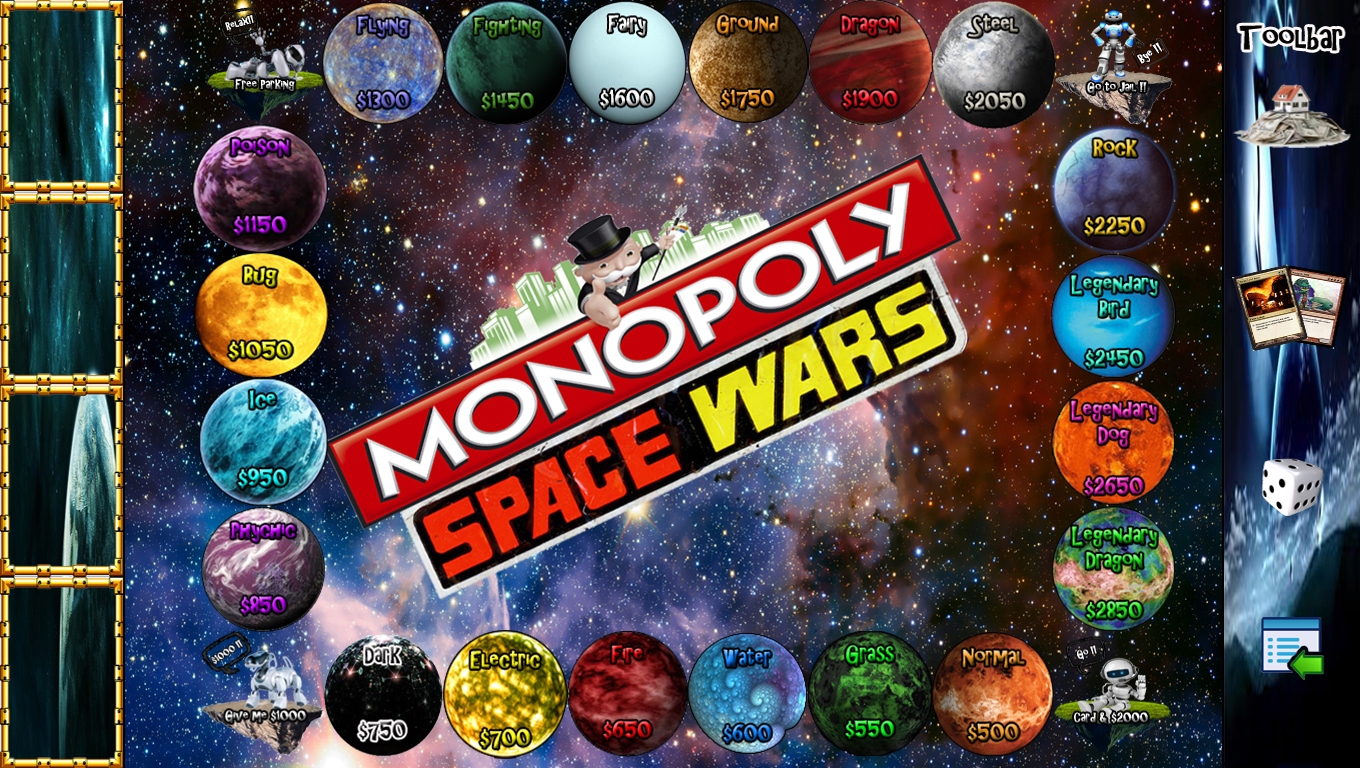 Relax!!
Free Parking
Flying
$1300
Fighting
$1450
Fairy
$1600
Ground
$1750
Dragon
$1900
Steel
$2050
Bye !!
Go to Jail !!
Toolbar
Poison
$1150
Rock
$2250
Bug
$1050
Legendary
Bird
$2450
MONOPOLY
SPACE WARS
Ice
$950
Legendary
Dog
$2650
Phychic
$850
Legendary
Dragon
$2850
$1000 !!
Give Me $1000
Dark
$750
Electric
$700
Fire
$650
Water
$600
Grass
$550
Normal
$500
Go !!
Card & $2000